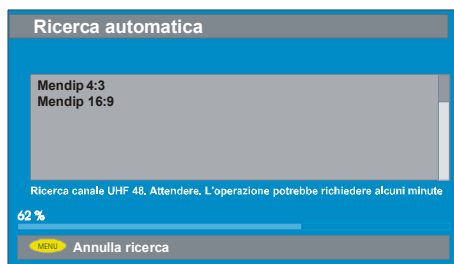 Ricerca automatica
Mendip 4:3
Mendip 16:9
Ricerca canale UHF 48. Attendere. L'operazione potrebbe richiedere alcuni minute
62 %
MENU Annulla ricerca